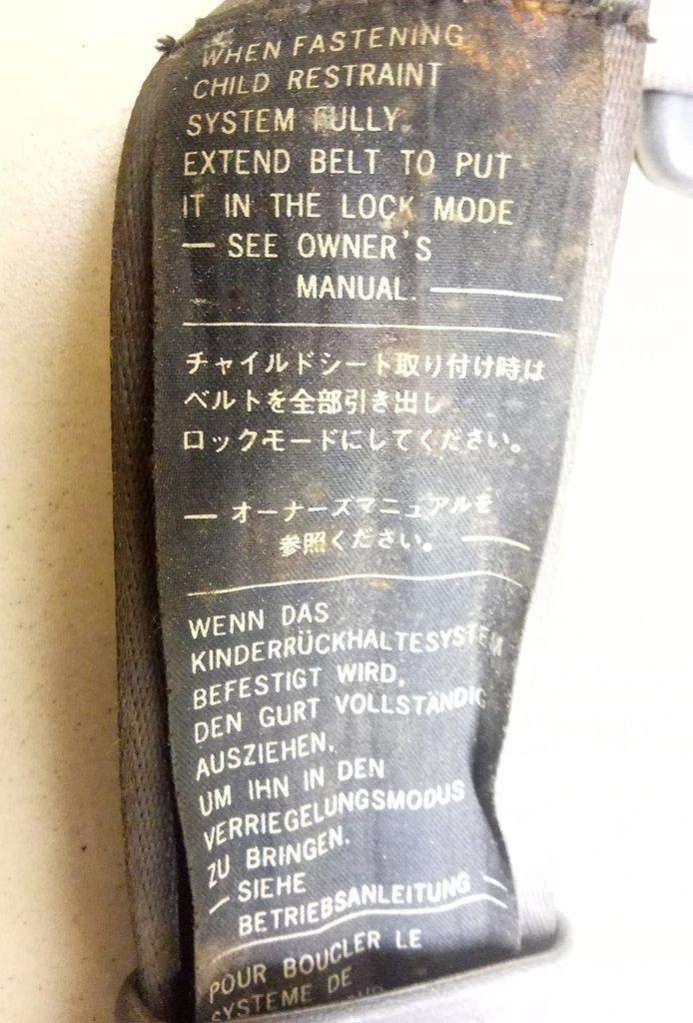 WHEN FASTENING
CHILD RESTRAINT
SYSTEM FULLY
EXTEND BELT TO PUT
IT IN THE LOCK MODE
— SEE OWNER'S
MANUAL. —
チャイルドシート取り付け時は
ベルトを全部引き出し
ロックモードにしてください。
— オーナーズマニュアルを
参照ください。 —
WENN DAS
KINDERRÜCKHALTESYSTEM
BEFESTIGT WIRD,
DEN GURT VOLLSTÄNDIG
AUSZIEHEN,
UM IHN IN DEN
VERRIEGELUNGSMODUS
ZU BRINGEN.
— SIEHE
BETRIEBSANLEITUNG —
POUR BOUCLER LE
SYSTEME DE